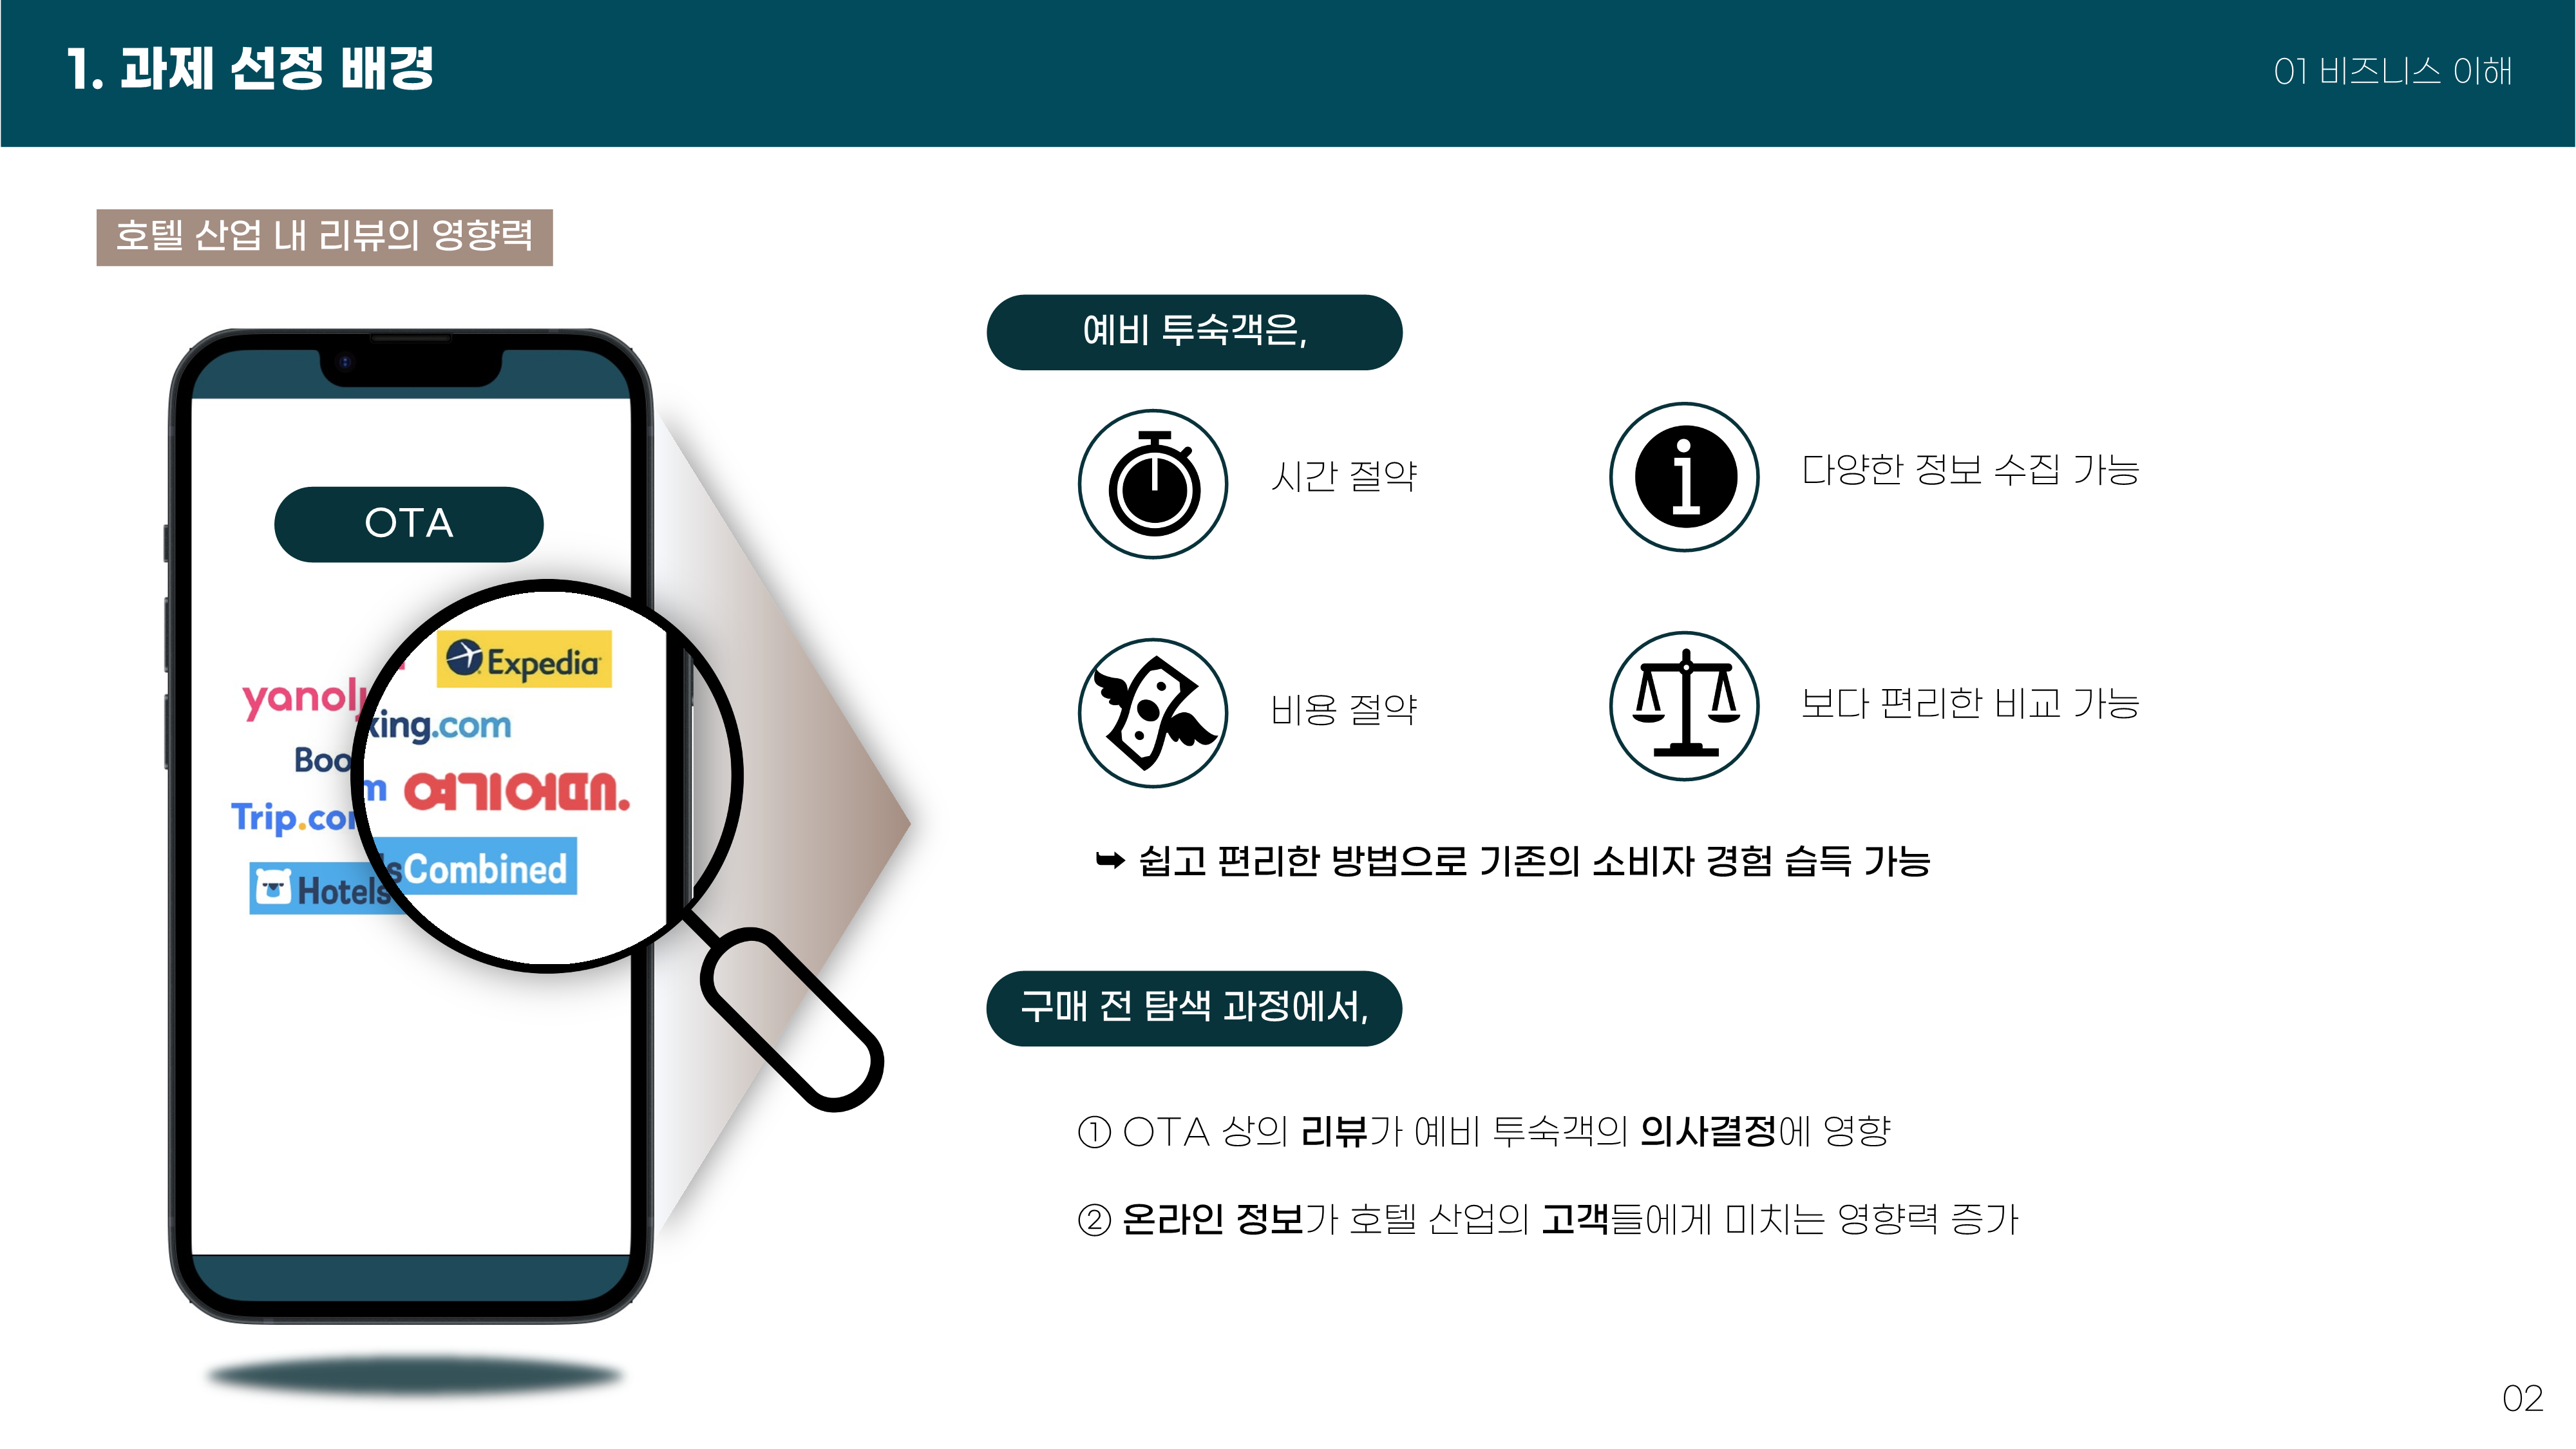 1. 과제 선정 배경
01 비즈니스 이해
호텔 산업 내 리뷰의 영향력
OTA
Expedia
yanolj
king.com
Boo
m 여기어때.
Trip.co
sCombined
Hotels
예비 투숙객은,
시간 절약
다양한 정보 수집 가능
비용 절약
보다 편리한 비교 가능
➥ 쉽고 편리한 방법으로 기존의 소비자 경험 습득 가능
구매 전 탐색 과정에서,
① OTA 상의 리뷰가 예비 투숙객의 의사결정에 영향
② 온라인 정보가 호텔 산업의 고객들에게 미치는 영향력 증가
02